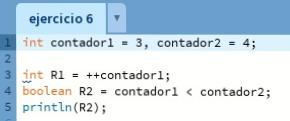 ejercicio 6
1 int contador1 = 3, contador2 = 4;
2
3 int R1 = ++contador1;
4 boolean R2 = contador1 < contador2;
5 println(R2);
6